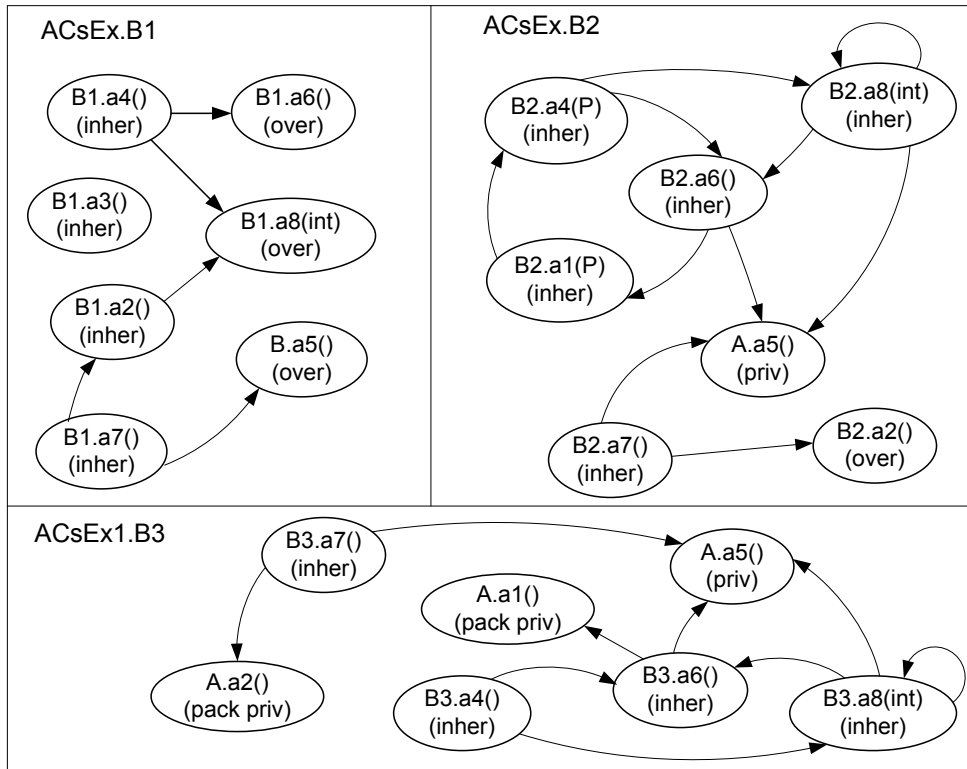 ACsEx.B1
B1.a4()
(inher)
B1.a6()
(over)
B1.a3()
(inher)
B1.a8(int)
(over)
B1.a2()
(inher)
B.a5()
(over)
B1.a7()
(inher)
ACsEx.B2
B2.a8(int)
(inher)
B2.a4(P)
(inher)
B2.a6()
(inher)
B2.a1(P)
(inher)
A.a5()
(priv)
B2.a7()
(inher)
B2.a2()
(over)
ACsEx1.B3
B3.a7()
(inher)
A.a5()
(priv)
A.a1()
(pack priv)
A.a2()
(pack priv)
B3.a4()
(inher)
B3.a6()
(inher)
B3.a8(int)
(inher)